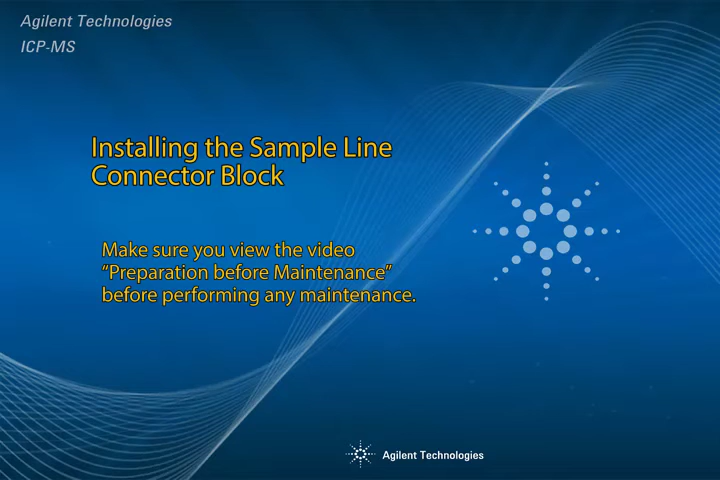 Agilent Technologies
ICP-MS
Installing the Sample Line
Connector Block
Make sure you view the video
“Preparation before Maintenance”
before performing any maintenance.
Agilent Technologies